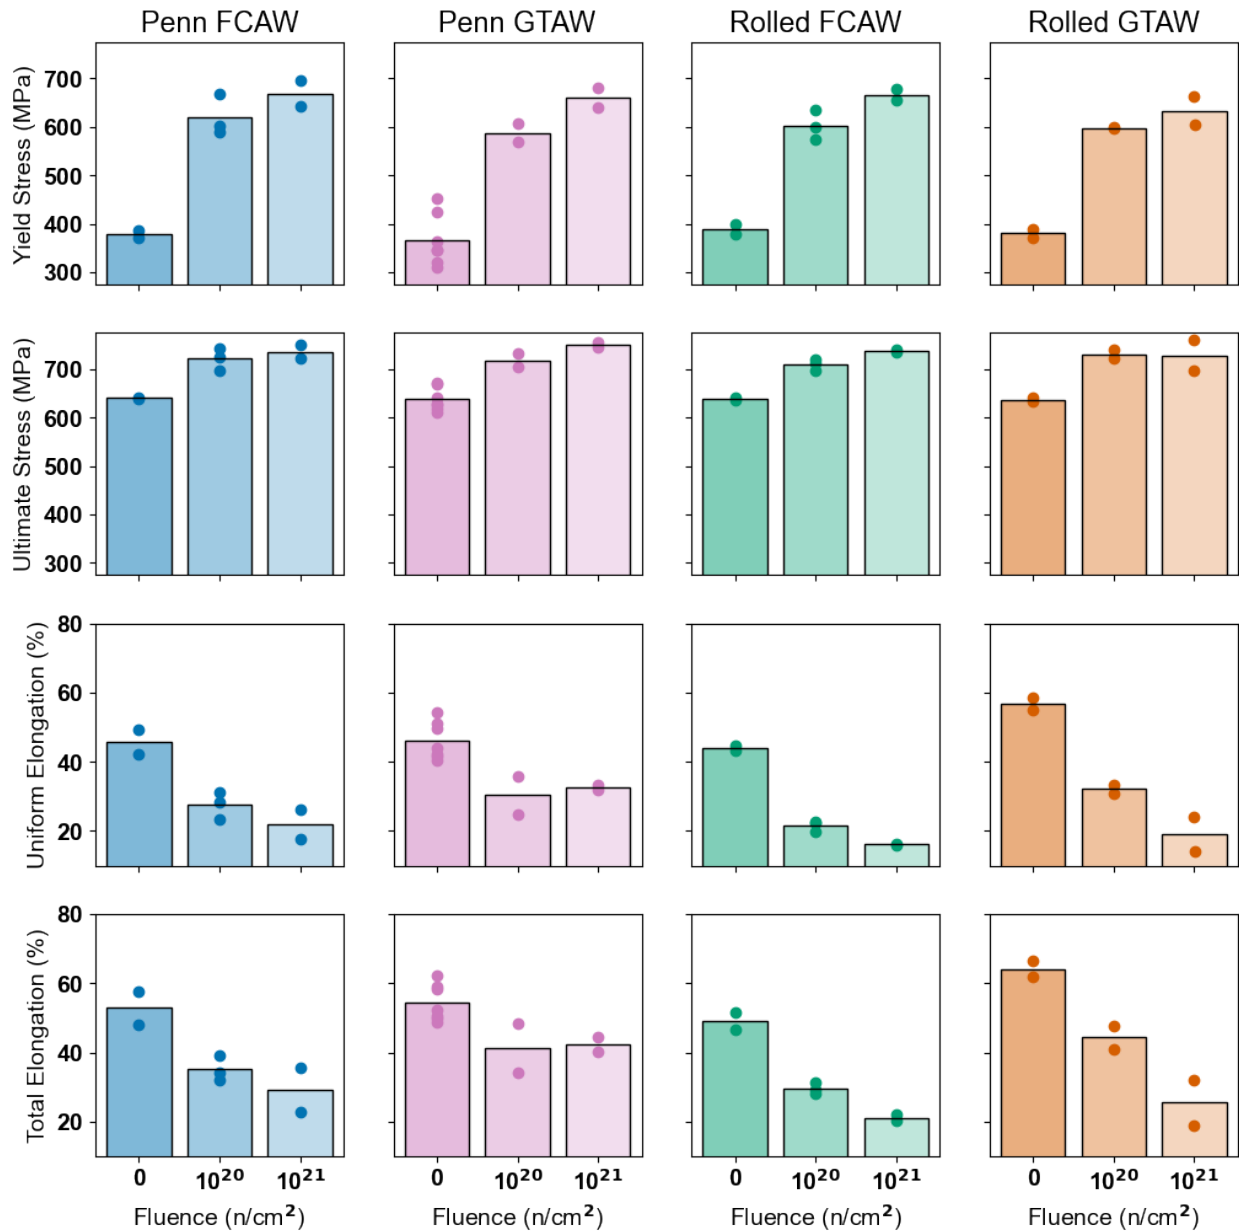 Penn FCAW Penn GTAW Rolled FCAW Rolled GTAW
Yield Stress (MPa)
700
600
500
400
300
Ultimate Stress (MPa)
700
600
500
400
300
Uniform Elongation (%)
80
60
40
20
Total Elongation (%)
80
60
40
20
0 10²⁰ 10²¹ 0 10²⁰ 10²¹ 0 10²⁰ 10²¹ 0 10²⁰ 10²¹
Fluence (n/cm²) Fluence (n/cm²) Fluence (n/cm²) Fluence (n/cm²)